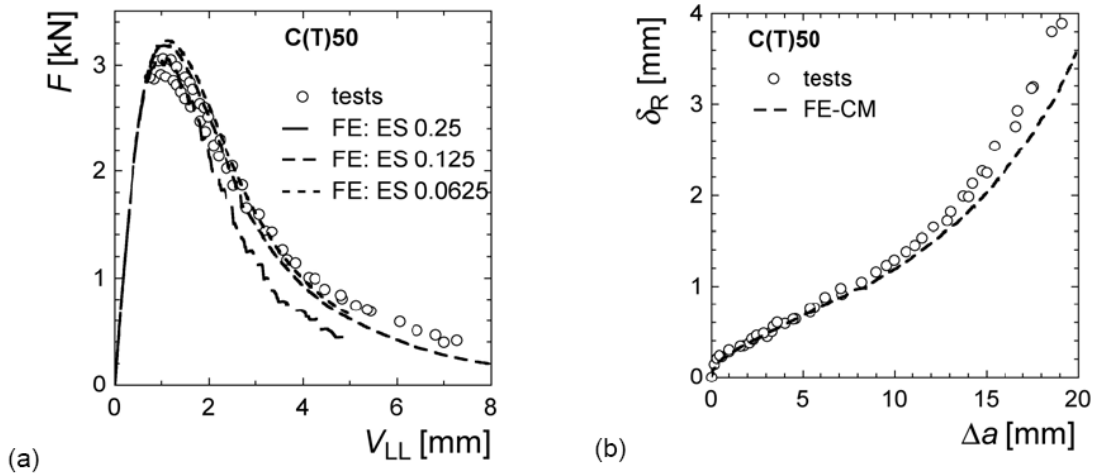 C(T)50
F [kN]
3
2
1
0
tests
FE: ES 0.25
FE: ES 0.125
FE: ES 0.0625
0 2 4 6 8
V_LL [mm]
(a)
C(T)50
δ_R [mm]
4
3
2
1
0
tests
FE-CM
0 5 10 15 20
Δa [mm]
(b)